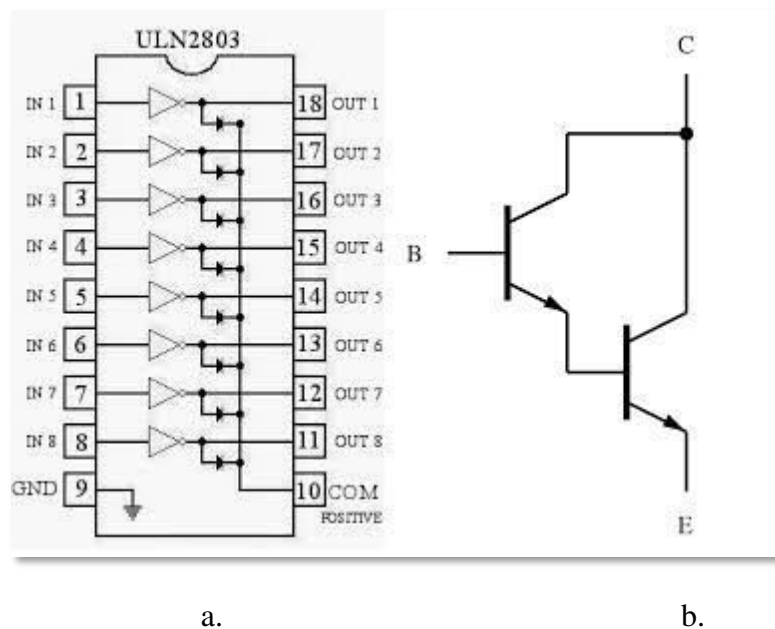 ULN2803
C
IN 1 1 18 OUT 1
IN 2 2 17 OUT 2
IN 3 3 16 OUT 3
IN 4 4 15 OUT 4
B
IN 5 5 14 OUT 5
IN 6 6 13 OUT 6
IN 7 7 12 OUT 7
IN 8 8 11 OUT 8
GND 9 10 COM
POSITIVE
E
a. b.